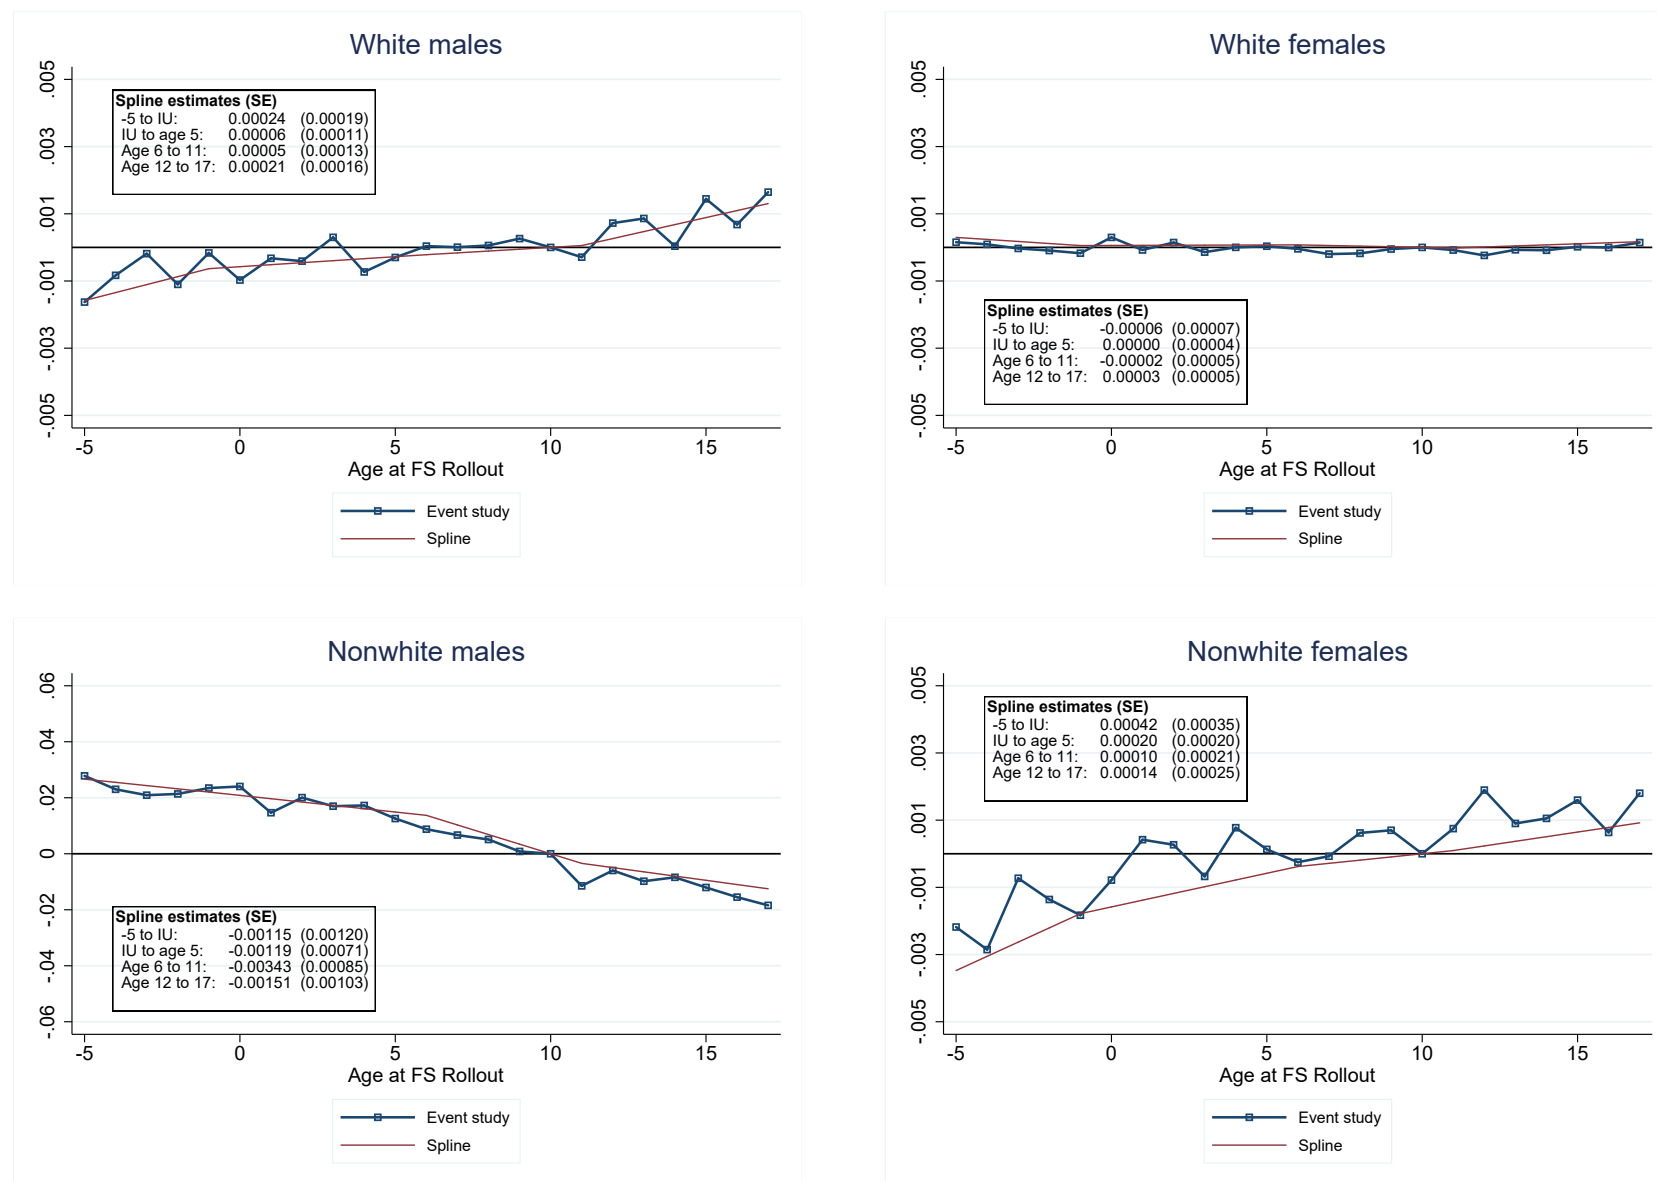 White males
.005
.003
.001
-.001
-.003
-.005
Spline estimates (SE)
-5 to IU: 0.00024 (0.00019)
IU to age 5: 0.00006 (0.00011)
Age 6 to 11: 0.00005 (0.00013)
Age 12 to 17: 0.00021 (0.00016)
-5 0 5 10 15
Age at FS Rollout
Event study
Spline
White females
.005
.003
.001
-.001
-.003
-.005
Spline estimates (SE)
-5 to IU: -0.00006 (0.00007)
IU to age 5: 0.00000 (0.00004)
Age 6 to 11: -0.00002 (0.00005)
Age 12 to 17: 0.00003 (0.00005)
-5 0 5 10 15
Age at FS Rollout
Event study
Spline
Nonwhite males
.06
.04
.02
0
-.02
-.04
-.06
Spline estimates (SE)
-5 to IU: -0.00115 (0.00120)
IU to age 5: -0.00119 (0.00071)
Age 6 to 11: -0.00343 (0.00085)
Age 12 to 17: -0.00151 (0.00103)
-5 0 5 10 15
Age at FS Rollout
Event study
Spline
Nonwhite females
.005
.003
.001
-.001
-.003
-.005
Spline estimates (SE)
-5 to IU: 0.00042 (0.00035)
IU to age 5: 0.00020 (0.00020)
Age 6 to 11: 0.00010 (0.00021)
Age 12 to 17: 0.00014 (0.00025)
-5 0 5 10 15
Age at FS Rollout
Event study
Spline